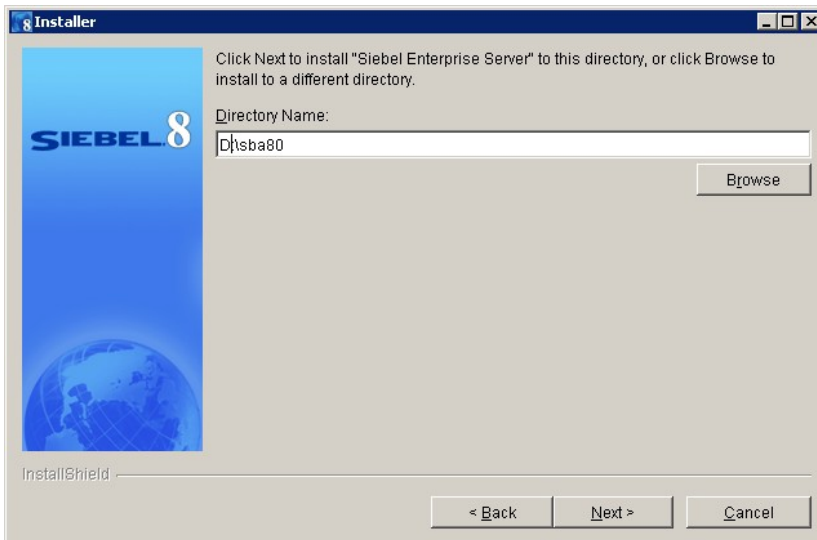 8 Installer
Click Next to install "Siebel Enterprise Server" to this directory, or click Browse to
install to a different directory.
SIEBEL. 8
Directory Name:
D:\sba80
Browse
InstallShield
< Back
Next >
Cancel